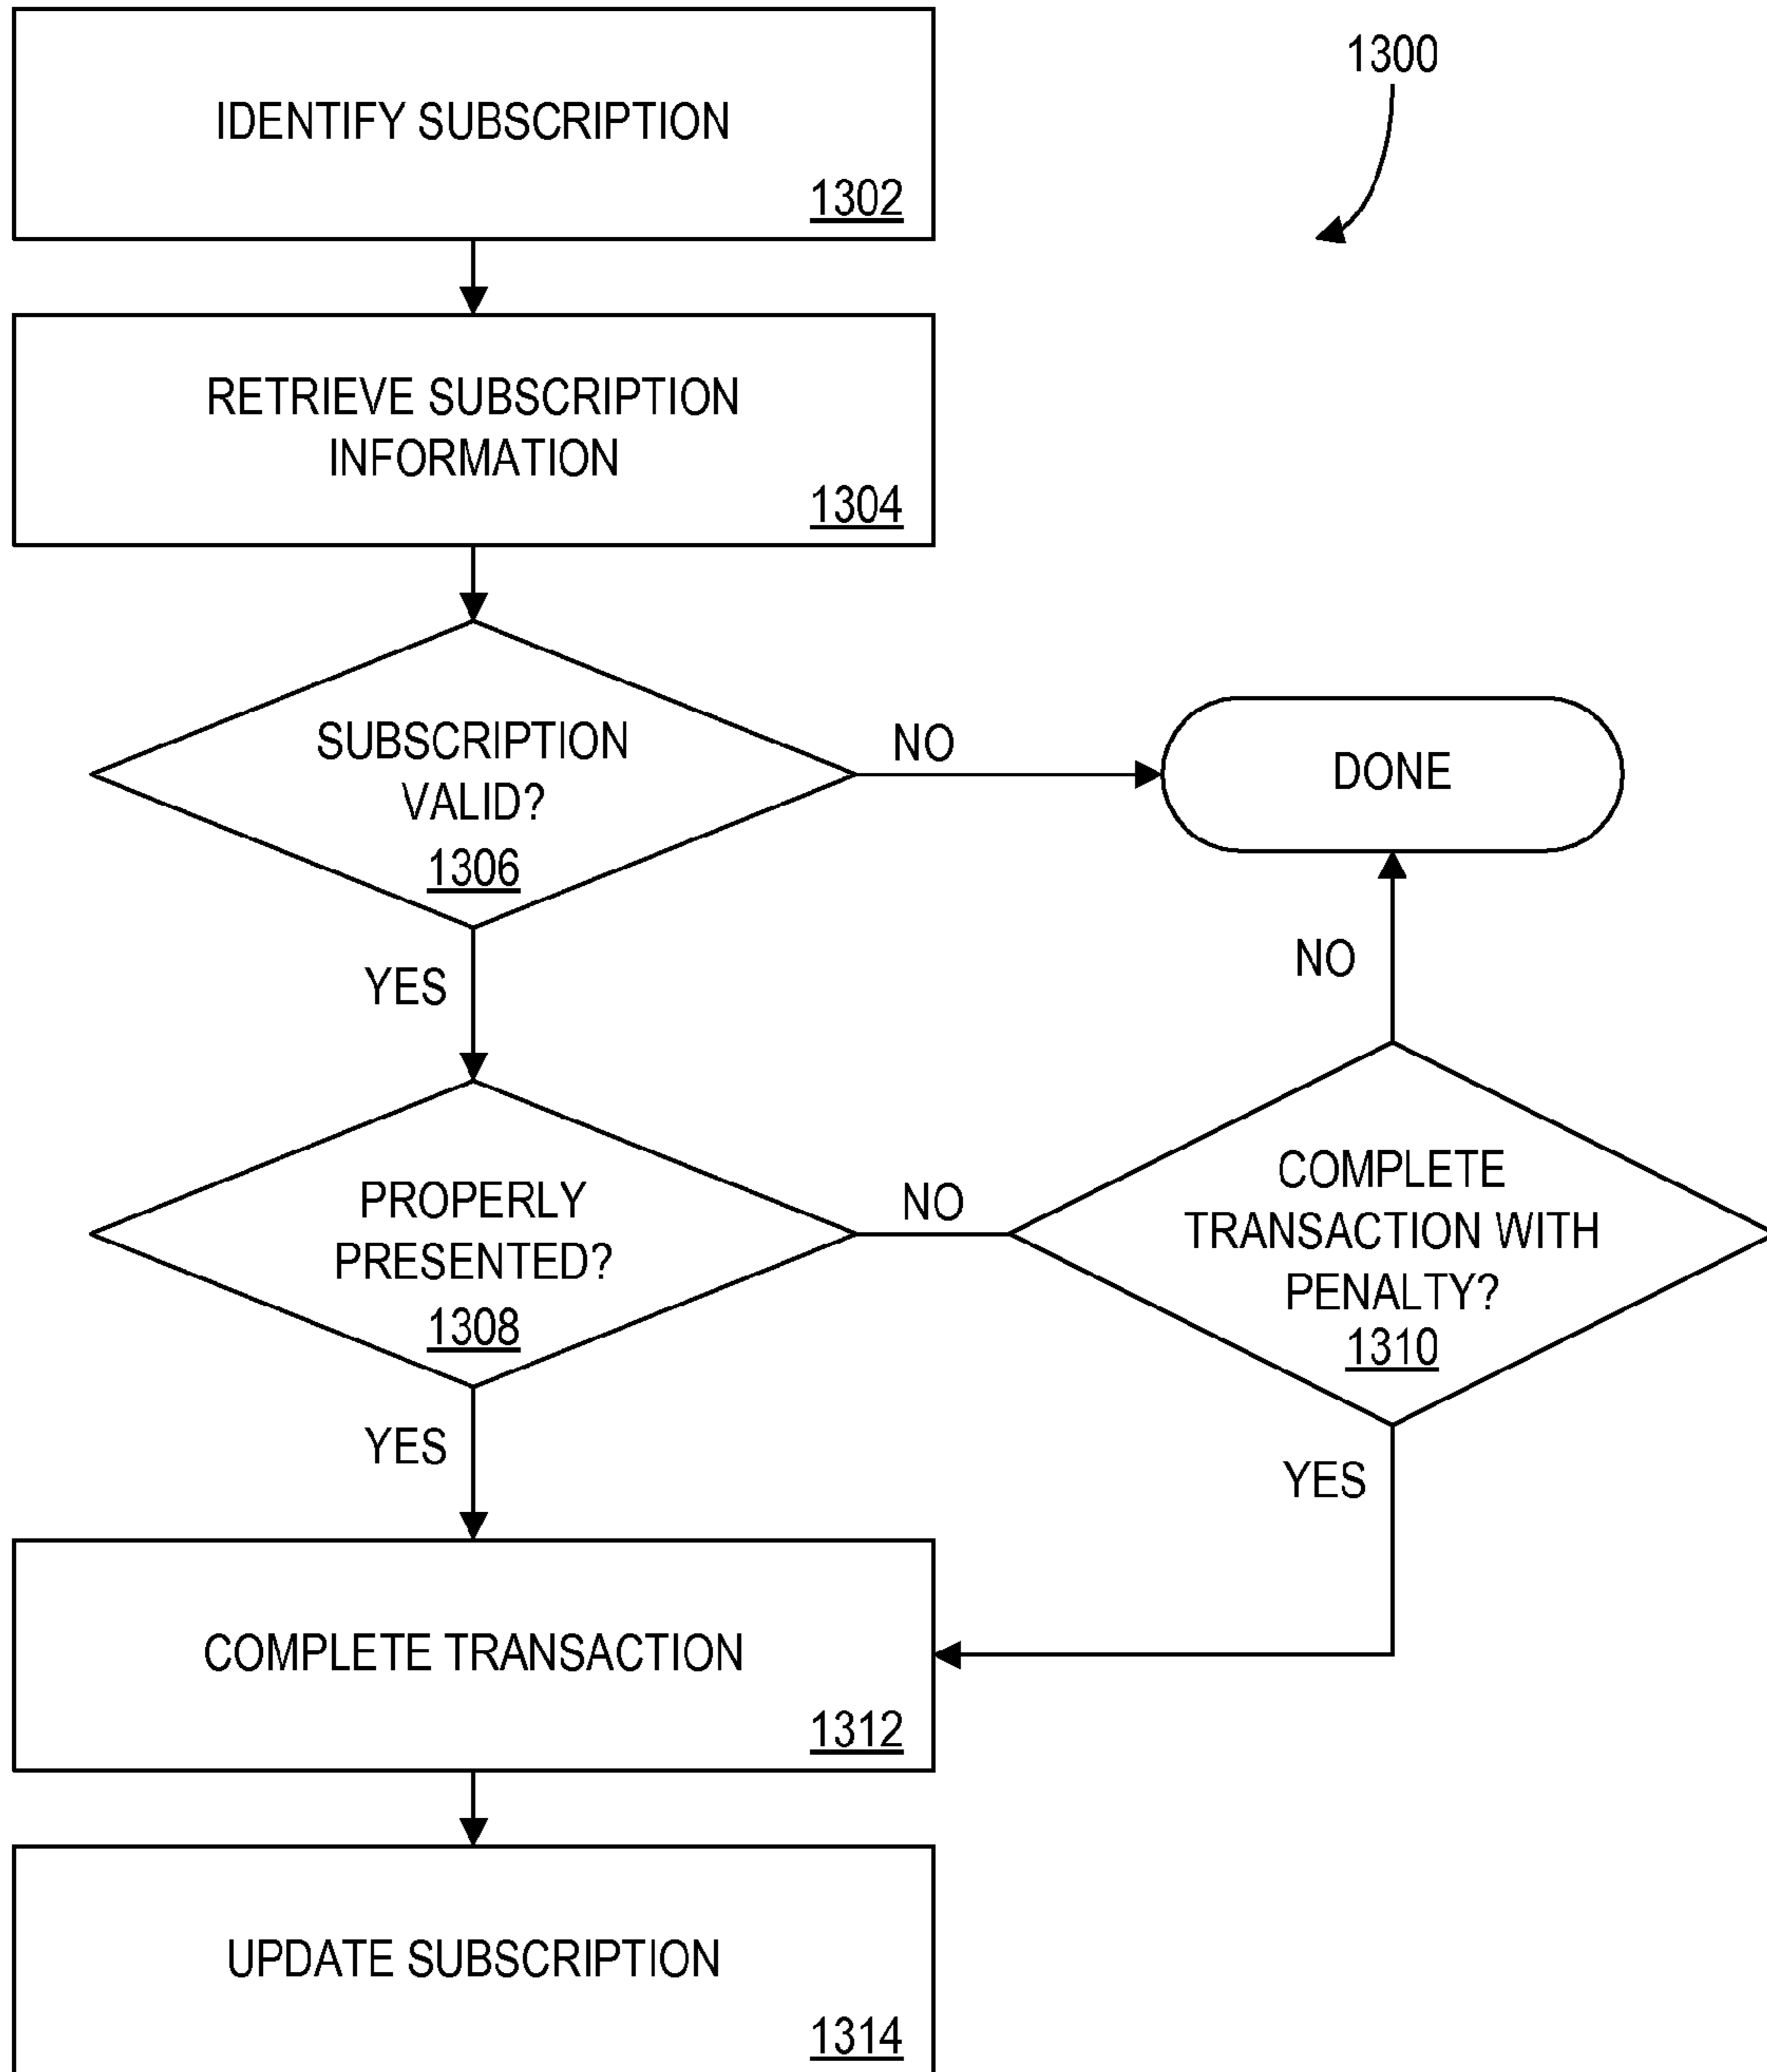 IDENTIFY SUBSCRIPTION
1302
1300
RETRIEVE SUBSCRIPTION
INFORMATION
1304
SUBSCRIPTION
VALID?
1306
NO
DONE
YES
NO
PROPERLY
PRESENTED?
1308
NO
COMPLETE
TRANSACTION WITH
PENALTY?
1310
YES
YES
COMPLETE TRANSACTION
1312
UPDATE SUBSCRIPTION
1314